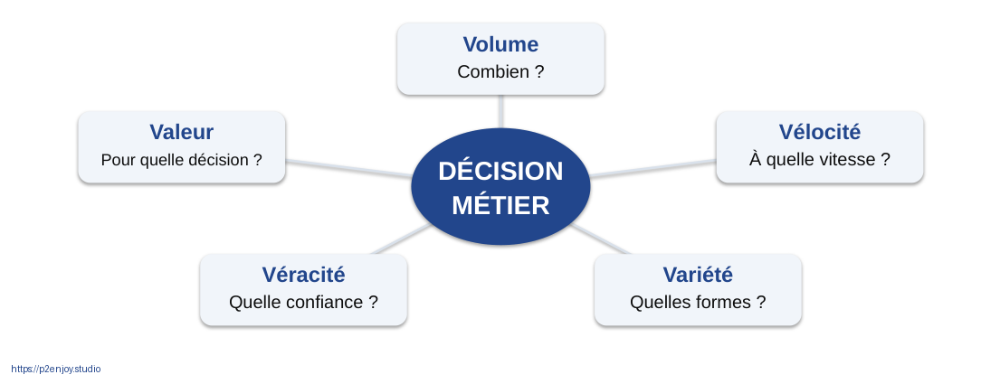 Volume
Combien ?
Valeur
Pour quelle décision ?
Vélocité
À quelle vitesse ?
DÉCISION
MÉTIER
Véracité
Quelle confiance ?
Variété
Quelles formes ?
https://p2enjoy.studio